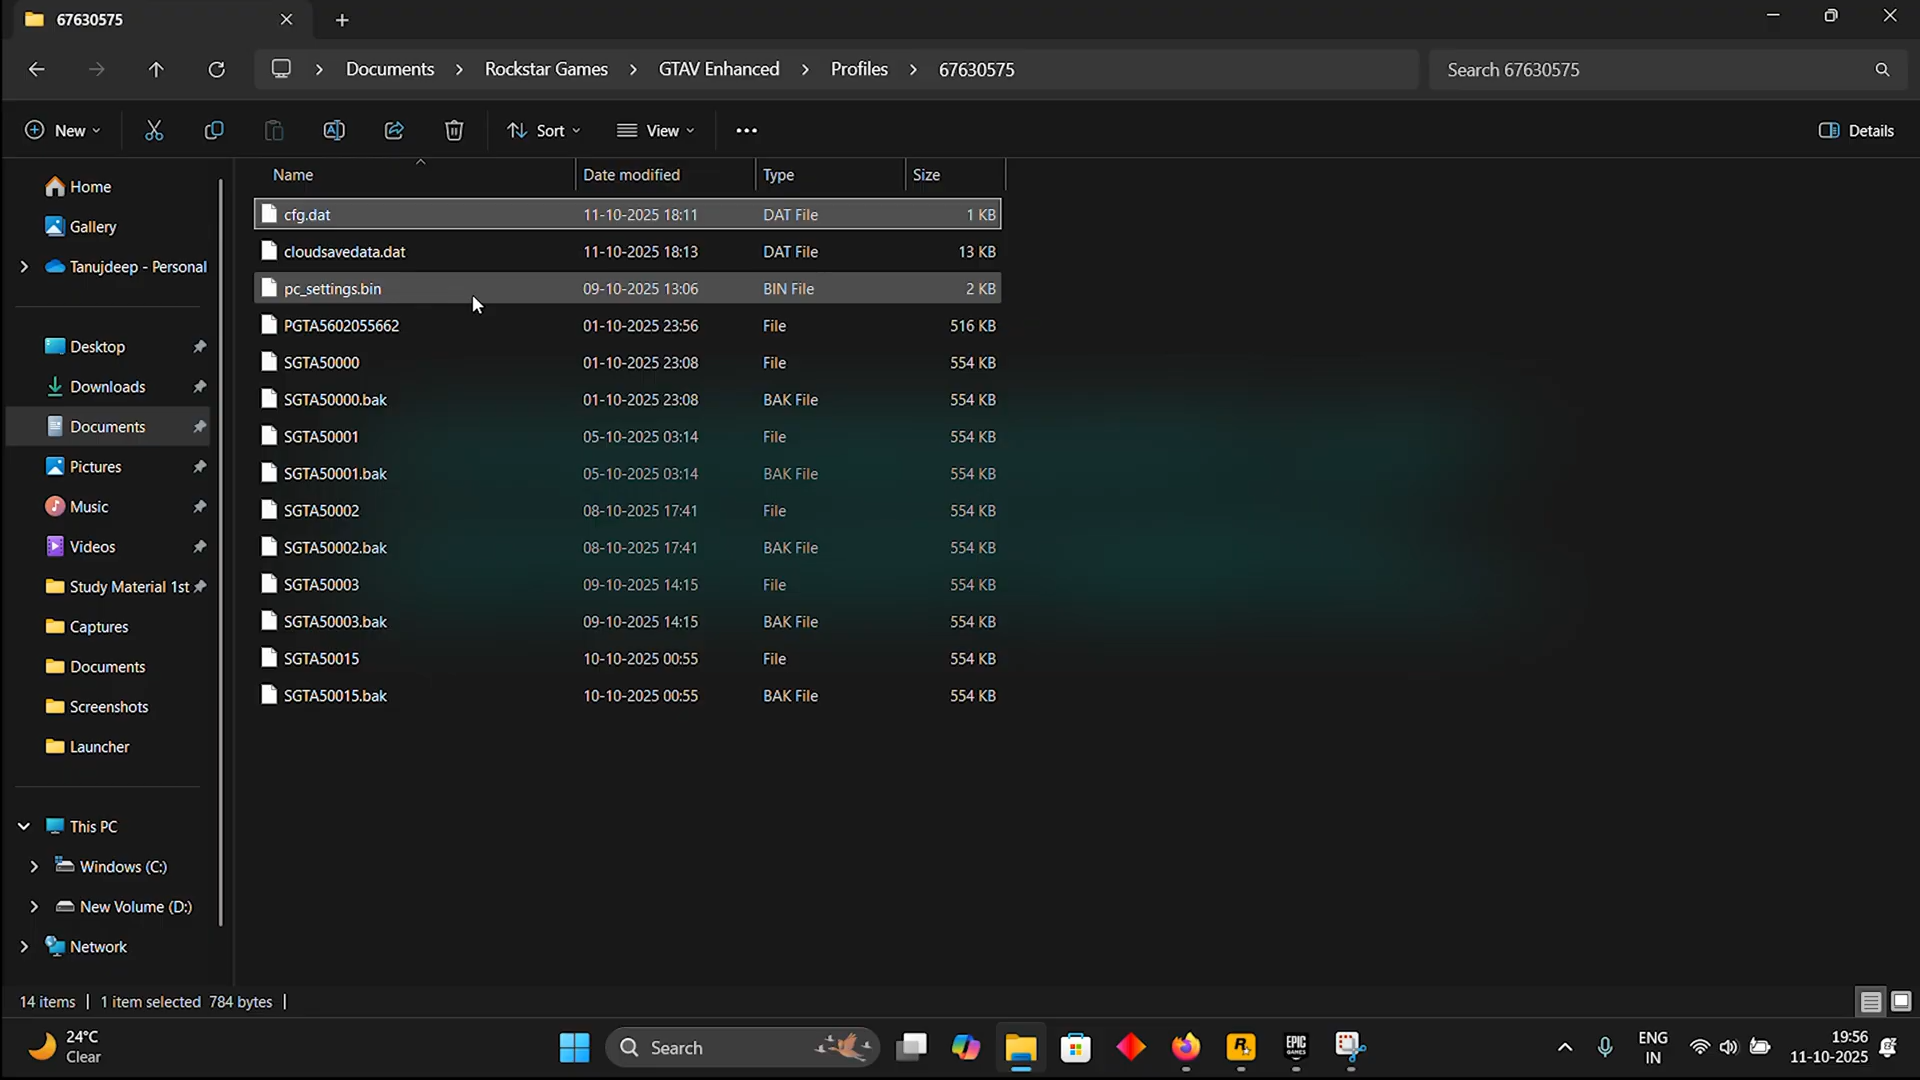 67630575
Documents > Rockstar Games > GTAV Enhanced > Profiles > 67630575
Search 67630575
New
Sort
View
Details
Home
Gallery
Tanujdeep - Personal
Desktop
Downloads
Documents
Pictures
Music
Videos
Study Material 1st
Captures
Documents
Screenshots
Launcher
This PC
Windows (C:)
New Volume (D:)
Network
Name Date modified Type Size
cfg.dat 11-10-2025 18:11 DAT File 1 KB
cloudsavedata.dat 11-10-2025 18:13 DAT File 13 KB
pc_settings.bin 09-10-2025 13:06 BIN File 2 KB
PGTA5602055662 01-10-2025 23:56 File 516 KB
SGTA50000 01-10-2025 23:08 File 554 KB
SGTA50000.bak 01-10-2025 23:08 BAK File 554 KB
SGTA50001 05-10-2025 03:14 File 554 KB
SGTA50001.bak 05-10-2025 03:14 BAK File 554 KB
SGTA50002 08-10-2025 17:41 File 554 KB
SGTA50002.bak 08-10-2025 17:41 BAK File 554 KB
SGTA50003 09-10-2025 14:15 File 554 KB
SGTA50003.bak 09-10-2025 14:15 BAK File 554 KB
SGTA50015 10-10-2025 00:55 File 554 KB
SGTA50015.bak 10-10-2025 00:55 BAK File 554 KB
14 items | 1 item selected 784 bytes |
24°C
Clear
Search
EPIC
GAMES
ENG
IN
19:56
11-10-2025